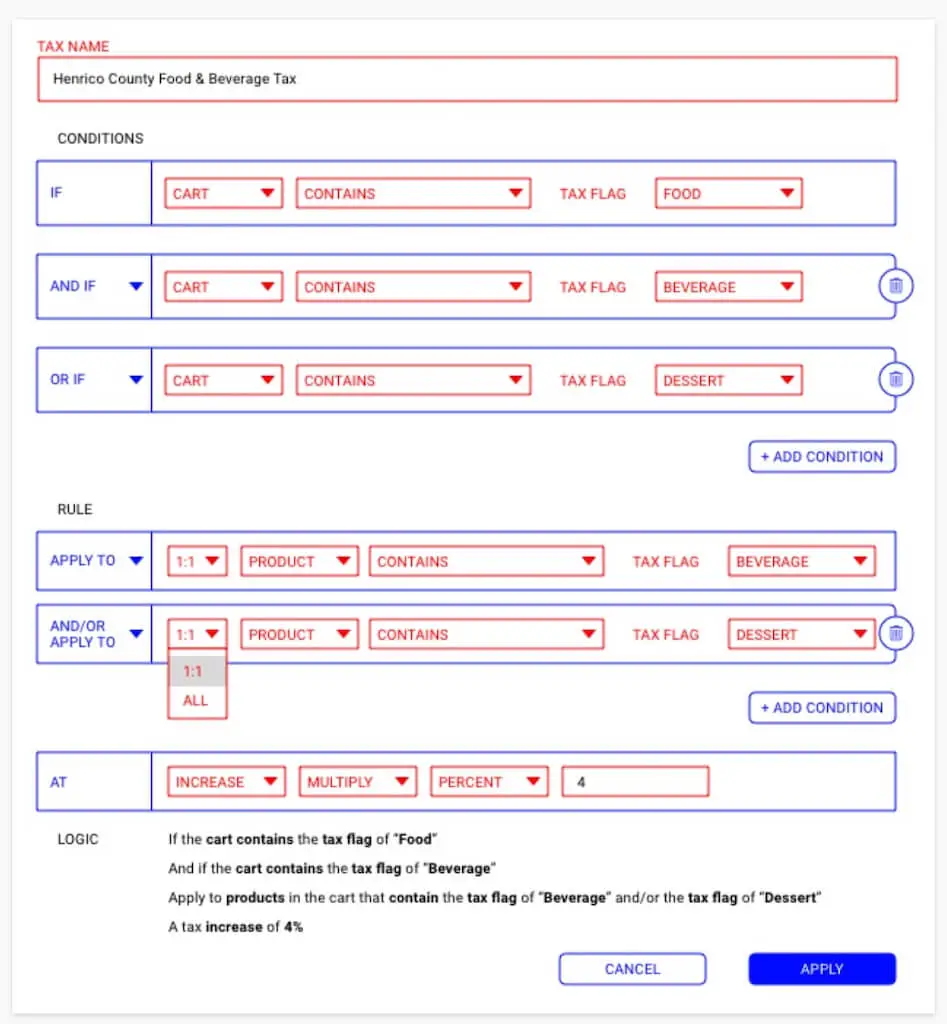 TAX NAME
Henrico County Food & Beverage Tax
CONDITIONS
IF CART CONTAINS TAX FLAG FOOD
AND IF CART CONTAINS TAX FLAG BEVERAGE
OR IF CART CONTAINS TAX FLAG DESSERT
+ ADD CONDITION
RULE
APPLY TO 1:1 PRODUCT CONTAINS TAX FLAG BEVERAGE
AND/OR
APPLY TO 1:1 PRODUCT CONTAINS TAX FLAG DESSERT
1:1
ALL
+ ADD CONDITION
AT INCREASE MULTIPLY PERCENT 4
LOGIC If the cart contains the tax flag of “Food”
And if the cart contains the tax flag of “Beverage”
Apply to products in the cart that contain the tax flag of “Beverage” and/or the tax flag of “Dessert”
A tax increase of 4%
CANCEL APPLY